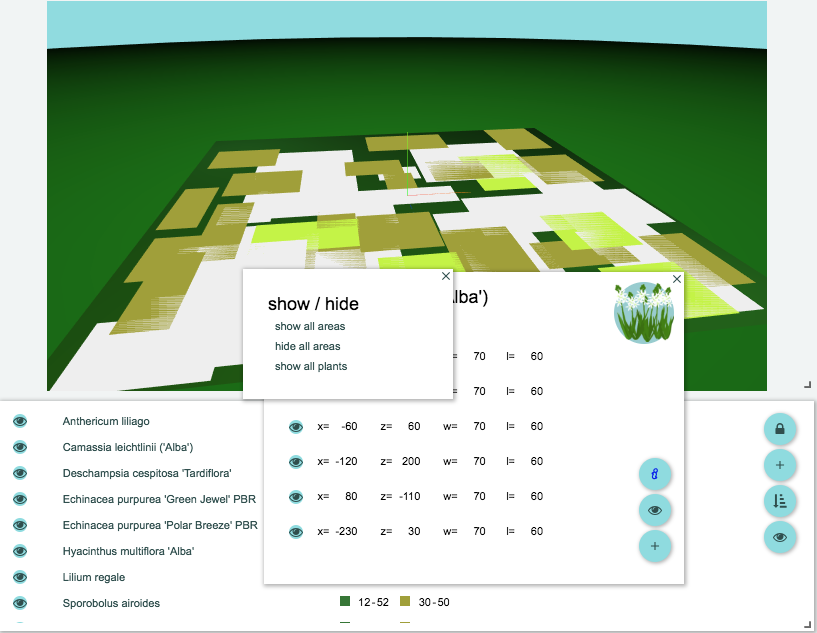 lba')
show / hide
show all areas
hide all areas
show all plants
= 70 l= 60
= 70 l= 60
x= -60 z= 60 w= 70 l= 60
x= -120 z= 200 w= 70 l= 60
x= 80 z= -110 w= 70 l= 60
x= -230 z= 30 w= 70 l= 60
Anthericum liliago
Camassia leichtlinii ('Alba')
Deschampsia cespitosa 'Tardiflora'
Echinacea purpurea 'Green Jewel' PBR
Echinacea purpurea 'Polar Breeze' PBR
Hyacinthus multiflora 'Alba'
Lilium regale
Sporobolus airoides 12-52 30-50